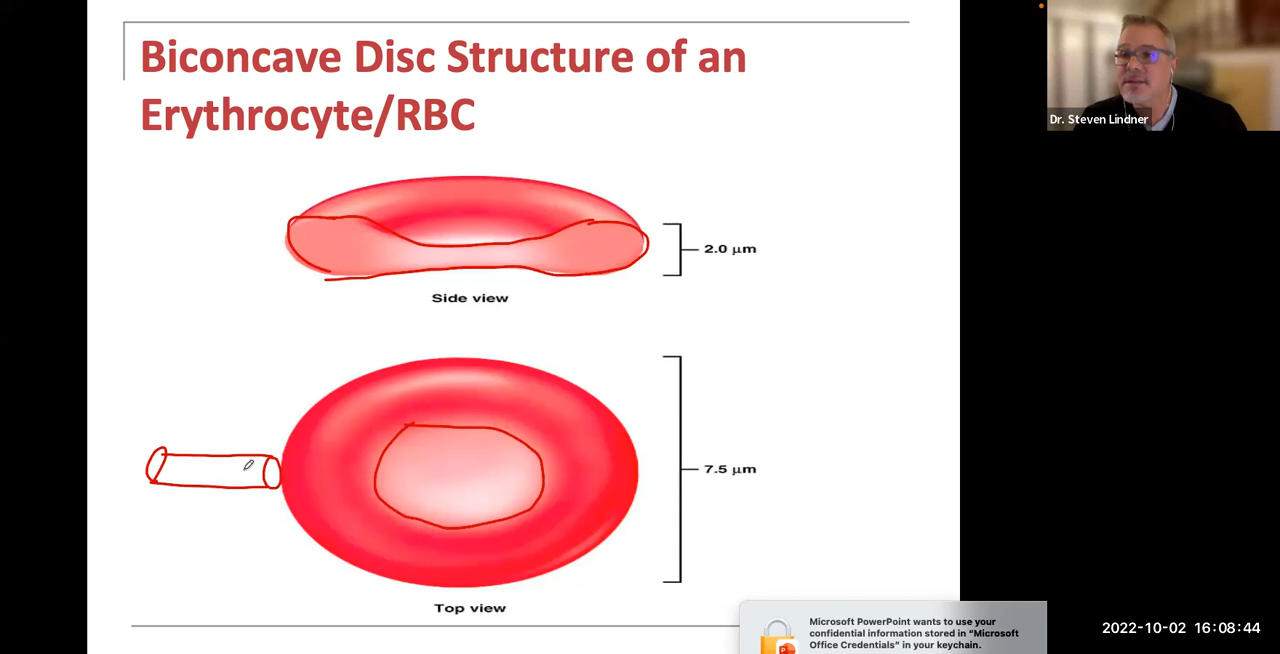 Biconcave Disc Structure of an
Erythrocyte/RBC
Dr. Steven Lindner
2.0 µm
Side view
7.5 µm
Top view
Microsoft PowerPoint wants to use your
confidential information stored in “Microsoft
Office Credentials” in your keychain.
P
2022-10-02 16:08:44